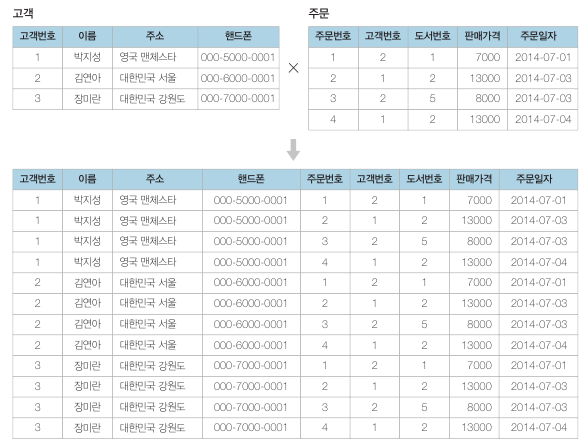 고객 주문
고객번호 이름 주소 핸드폰 주문번호 고객번호 도서번호 판매가격 주문일자
1 박지성 영국 맨체스타 000-5000-0001 1 2 1 7000 2014-07-01
2 김연아 대한민국 서울 000-6000-0001 × 2 1 2 13000 2014-07-03
3 장미란 대한민국 강원도 000-7000-0001 3 2 5 8000 2014-07-03
4 1 2 13000 2014-07-04
고객번호 이름 주소 핸드폰 주문번호 고객번호 도서번호 판매가격 주문일자
1 박지성 영국 맨체스타 000-5000-0001 1 2 1 7000 2014-07-01
1 박지성 영국 맨체스타 000-5000-0001 2 1 2 13000 2014-07-03
1 박지성 영국 맨체스타 000-5000-0001 3 2 5 8000 2014-07-03
1 박지성 영국 맨체스타 000-5000-0001 4 1 2 13000 2014-07-04
2 김연아 대한민국 서울 000-6000-0001 1 2 1 7000 2014-07-01
2 김연아 대한민국 서울 000-6000-0001 2 1 2 13000 2014-07-03
2 김연아 대한민국 서울 000-6000-0001 3 2 5 8000 2014-07-03
2 김연아 대한민국 서울 000-6000-0001 4 1 2 13000 2014-07-04
3 장미란 대한민국 강원도 000-7000-0001 1 2 1 7000 2014-07-01
3 장미란 대한민국 강원도 000-7000-0001 2 1 2 13000 2014-07-03
3 장미란 대한민국 강원도 000-7000-0001 3 2 5 8000 2014-07-03
3 장미란 대한민국 강원도 000-7000-0001 4 1 2 13000 2014-07-04